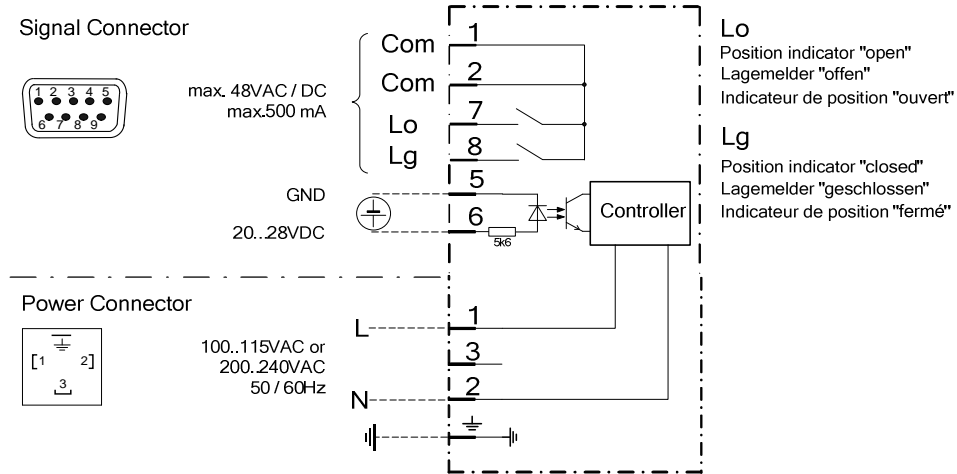 Signal Connector
1 2 3 4 5
6 7 8 9
max. 48VAC / DC
max.500 mA
Com 1
Com 2
Lo 7
Lg 8
GND 5
20...28VDC 6
5k6
Controller
Lo
Position indicator "open"
Lagemelder "offen"
Indicateur de position "ouvert"
Lg
Position indicator "closed"
Lagemelder "geschlossen"
Indicateur de position "fermé"
Power Connector
[1 2]
3
100..115VAC or
200..240VAC
50 / 60Hz
L 1
3
N 2